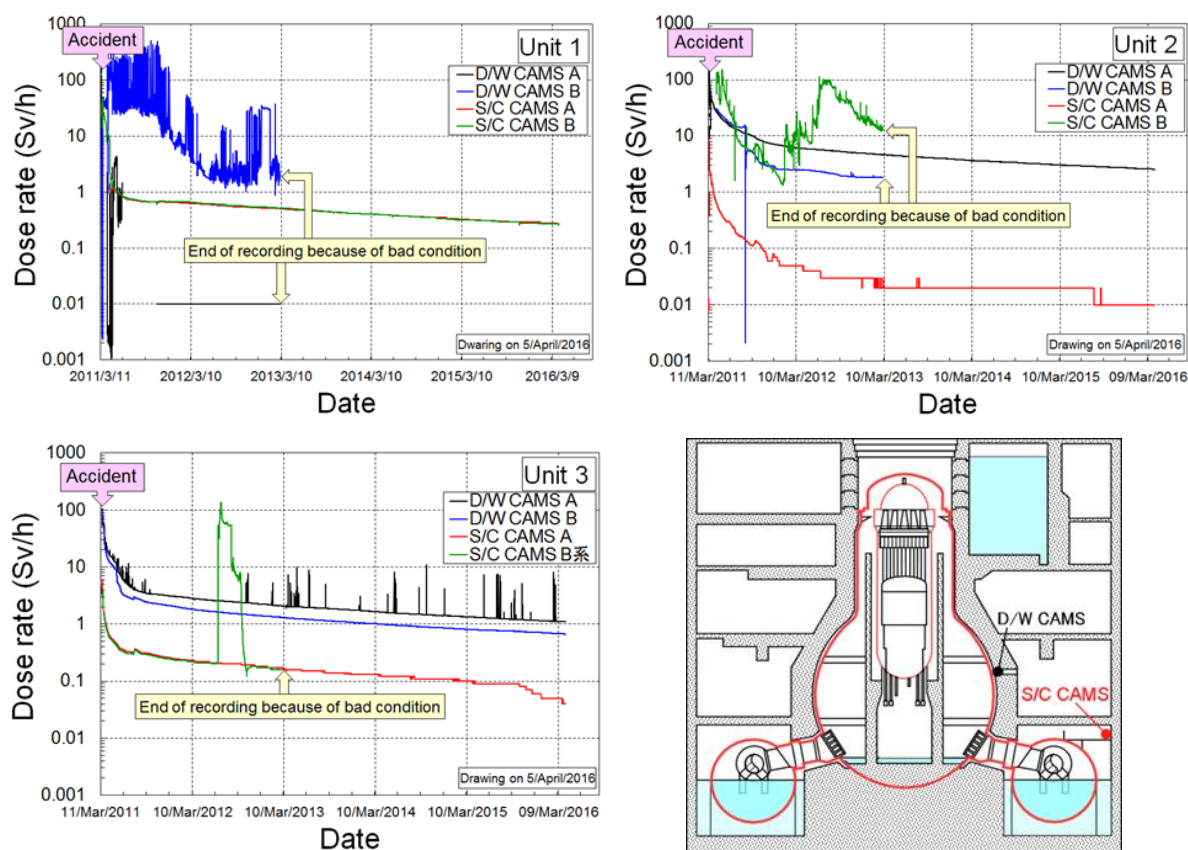 Unit 1
Accident
D/W CAMS A
D/W CAMS B
S/C CAMS A
S/C CAMS B
End of recording because of bad condition
Dwaring on 5/April/2016
Dose rate (Sv/h)
1000
100
10
1
0.1
0.01
0.001
2011/3/11
2012/3/10
2013/3/10
2014/3/10
2015/3/10
2016/3/9
Date
Unit 2
Accident
D/W CAMS A
D/W CAMS B
S/C CAMS A
S/C CAMS B
End of recording because of bad condition
Drawing on 5/April/2016
Dose rate (Sv/h)
1000
100
10
1
0.1
0.01
0.001
11/Mar/2011
10/Mar/2012
10/Mar/2013
10/Mar/2014
10/Mar/2015
09/Mar/2016
Date
Unit 3
Accident
D/W CAMS A
D/W CAMS B
S/C CAMS A
S/C CAMS B系
End of recording because of bad condition
Drawing on 5/April/2016
Dose rate (Sv/h)
1000
100
10
1
0.1
0.01
0.001
11/Mar/2011
10/Mar/2012
10/Mar/2013
10/Mar/2014
10/Mar/2015
09/Mar/2016
Date
D/W CAMS
S/C CAMS